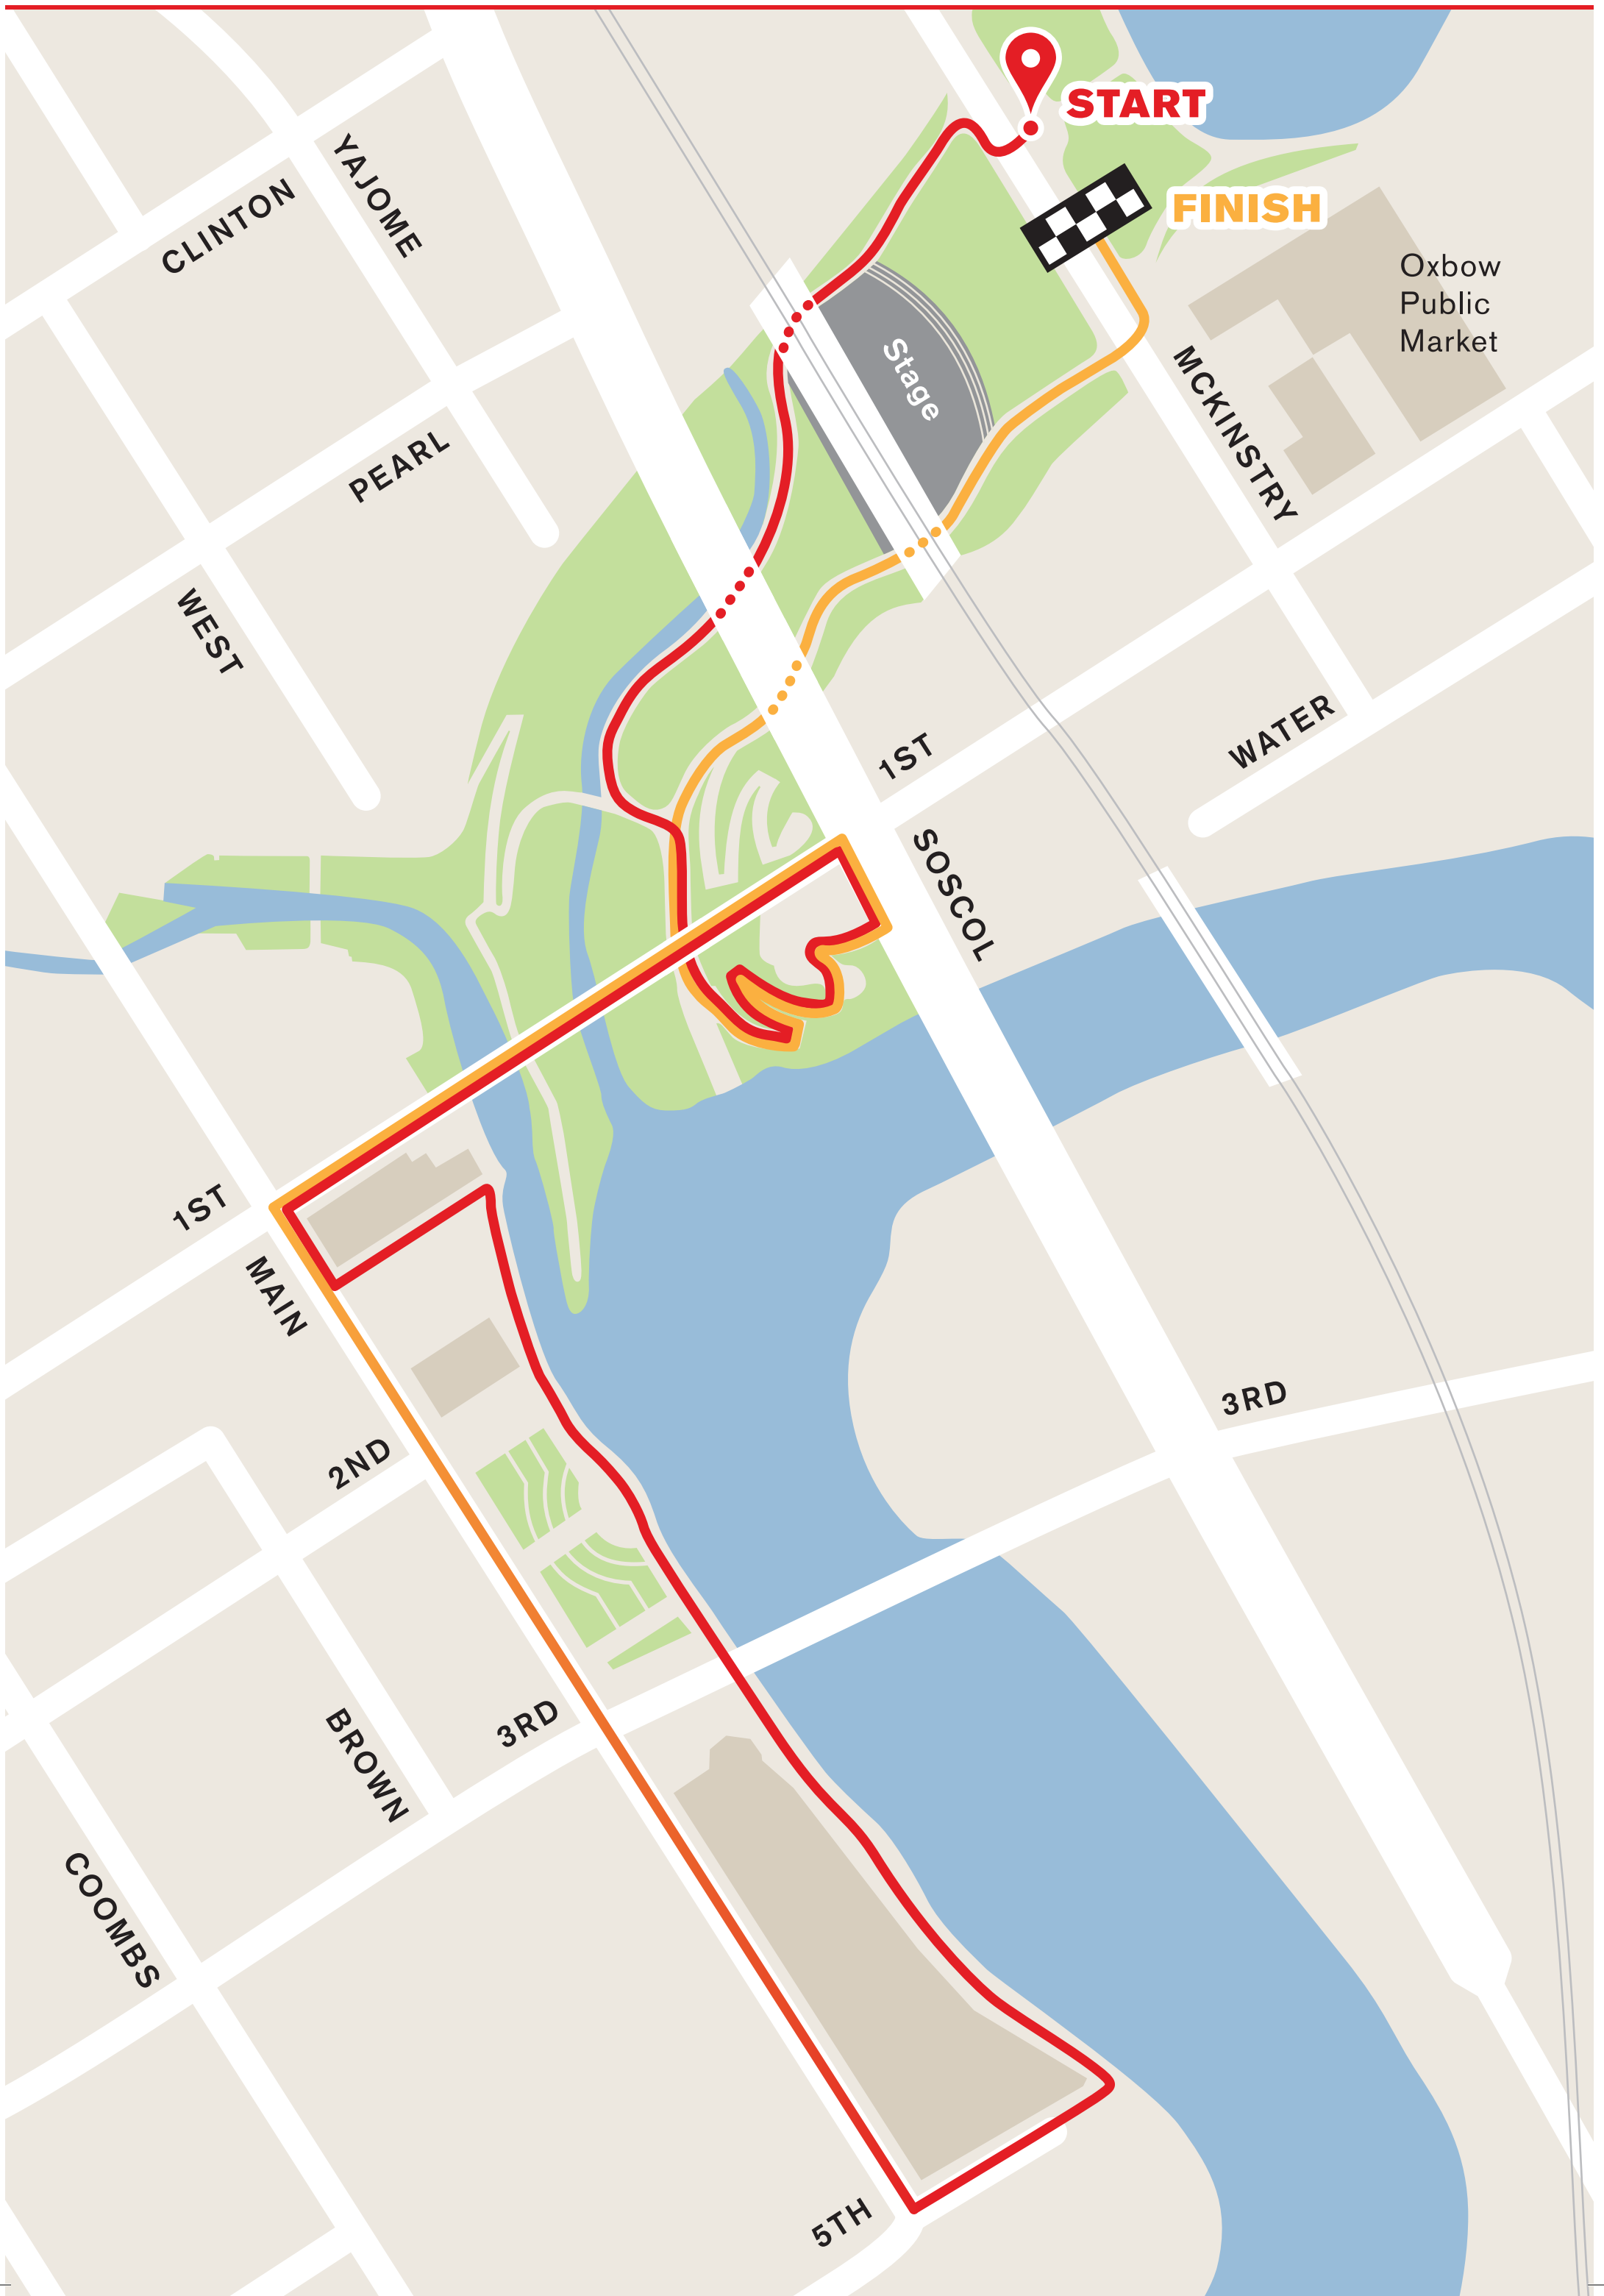 START
YAJOME
CLINTON
FINISH
Oxbow
Public
Market
Stage
MCKINSTRY
PEARL
WEST
WATER
1ST
SOSCOL
1ST
MAIN
3RD
2ND
3RD
BROWN
COOMBS
5TH